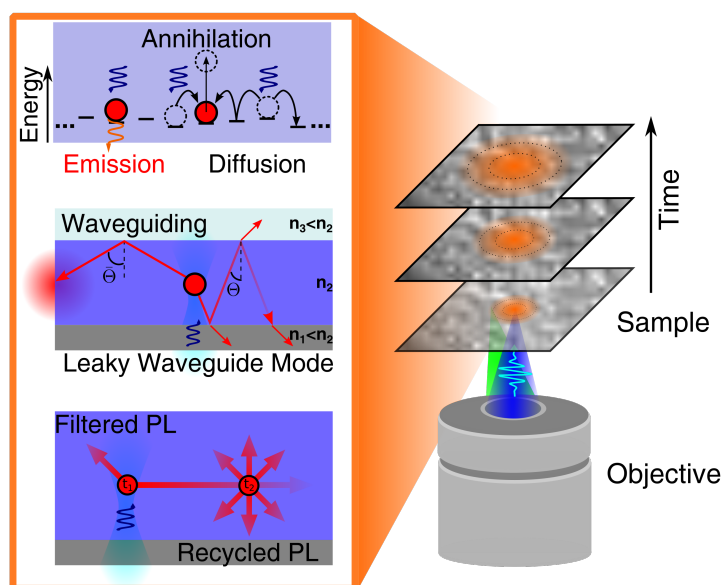 Annihilation
Energy
... ...
Emission Diffusion
Waveguiding n₃<n₂
Θ̄ Θ n₂
n₁<n₂
Leaky Waveguide Mode
Filtered PL
t₁ t₂
Recycled PL
Time
Sample
Objective